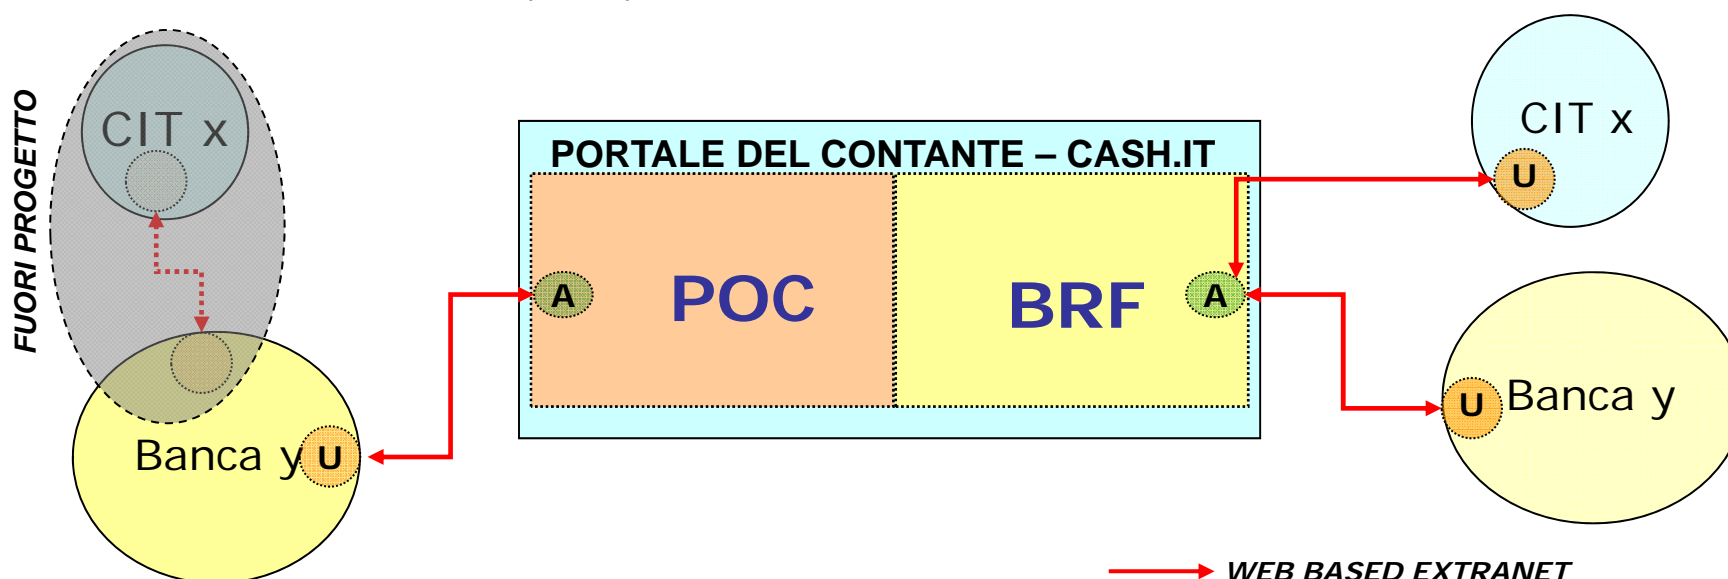 FUORI PROGETTO
CIT x
Banca y
U
PORTALE DEL CONTANTE – CASH.IT
A
POC
BRF
A
CIT x
U
U
Banca y
WEB BASED EXTRANET